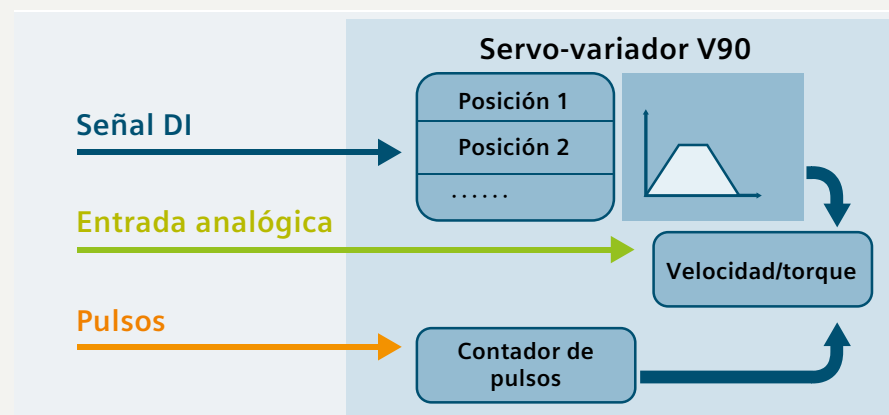 Servo-variador V90
Señal DI
Posición 1
Posición 2
......
Entrada analógica
Velocidad/torque
Pulsos
Contador de
pulsos